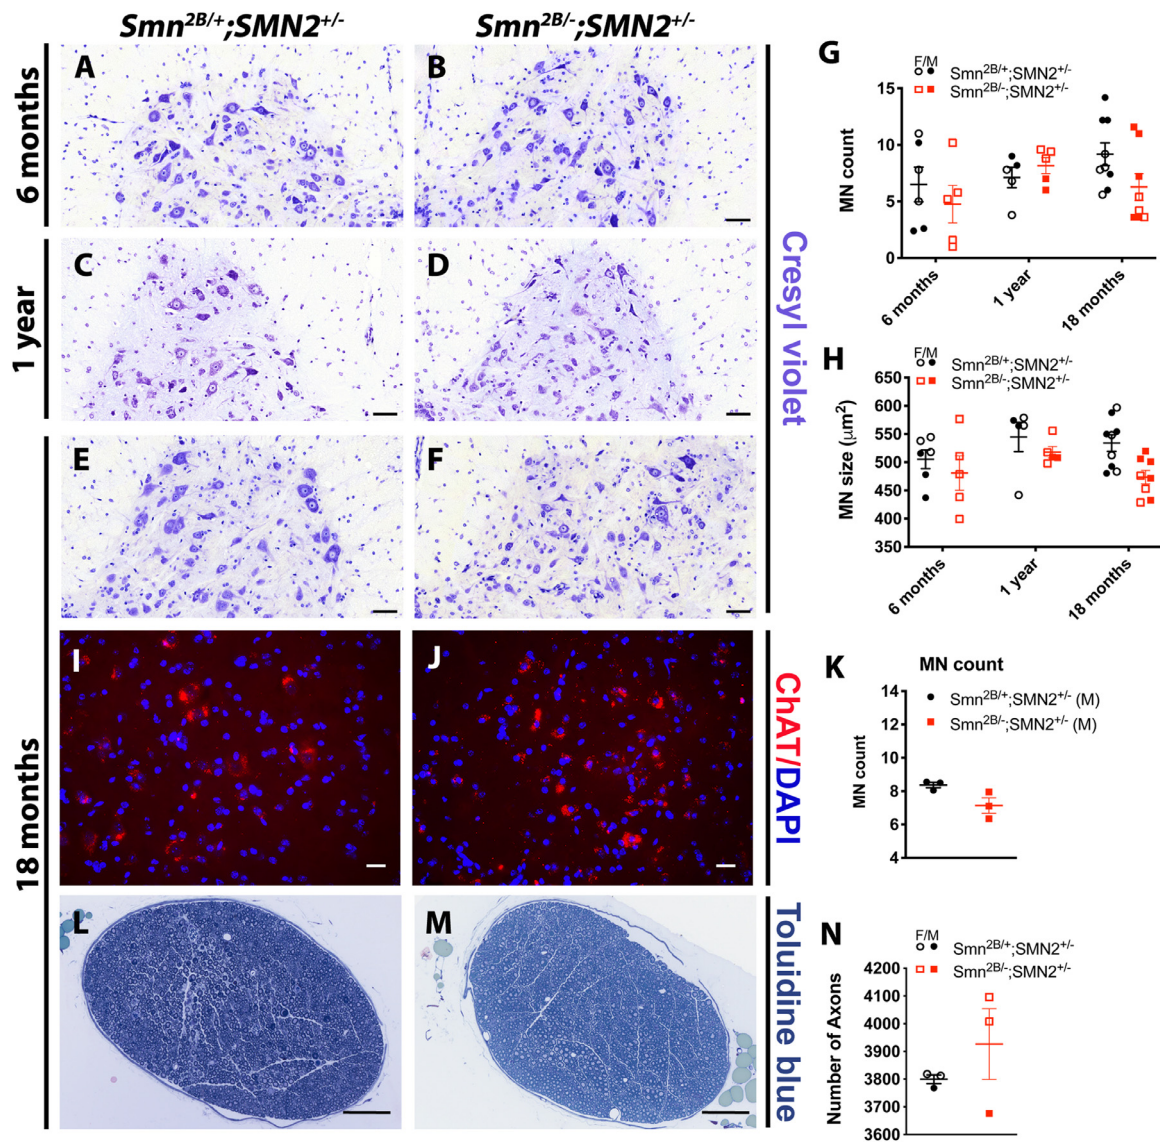 Smn2B/+;SMN2+/-
Smn2B/-;SMN2+/-
6 months
1 year
18 months
A
B
C
D
E
F
Cresyl violet
G
F/M
Smn2B/+;SMN2+/-
Smn2B/-;SMN2+/-
MN count
15
10
5
0
6 months
1 year
18 months
H
F/M
Smn2B/+;SMN2+/-
Smn2B/-;SMN2+/-
MN size (μm2)
650
600
550
500
450
400
350
6 months
1 year
18 months
I
J
ChAT/DAPI
K
MN count
Smn2B/+;SMN2+/- (M)
Smn2B/-;SMN2+/- (M)
MN count
14
12
10
8
6
4
L
M
Toluidine blue
N
F/M
Smn2B/+;SMN2+/-
Smn2B/-;SMN2+/-
Number of Axons
4200
4100
4000
3900
3800
3700
3600